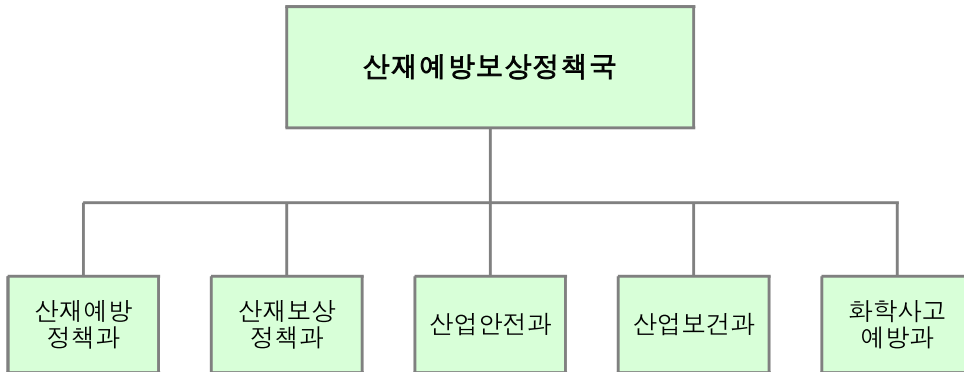 산재예방보상정책국
산재예방
정책과
산재보상
정책과
산업안전과
산업보건과
화학사고
예방과